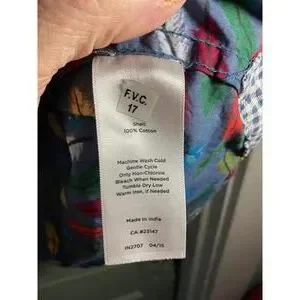 F.V.C.
17
Shell:
100% Cotton
Machine Wash Cold
Gentle Cycle
Only Non-Chlorine
Bleach When Needed
Tumble Dry Low
Warm Iron, if Needed
Made in India
CA #23147
IN2707 04/15